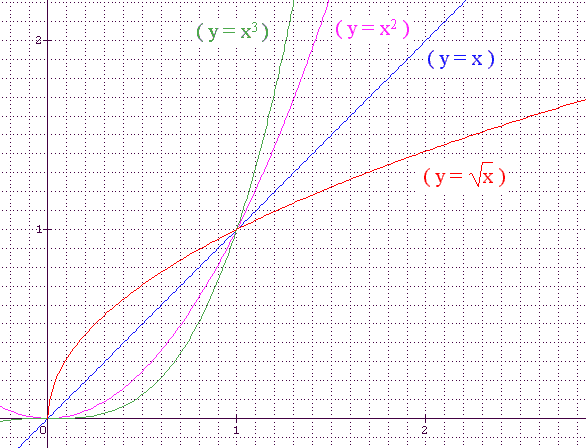 ( y = x³ )
( y = x² )
( y = x )
( y = √x )
2
1
0
1
2